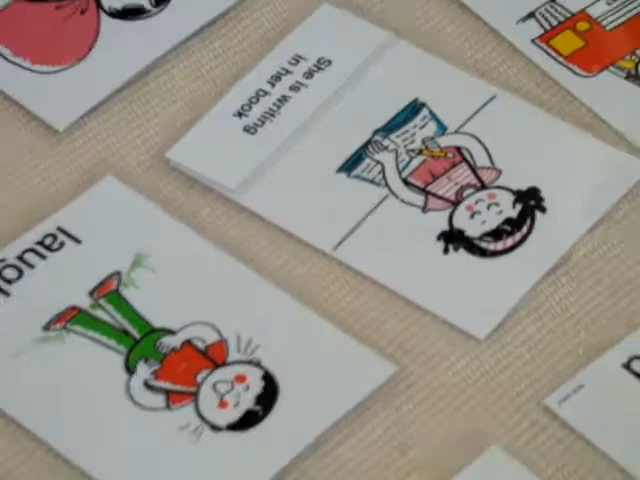 She is writing
in her book
laugh